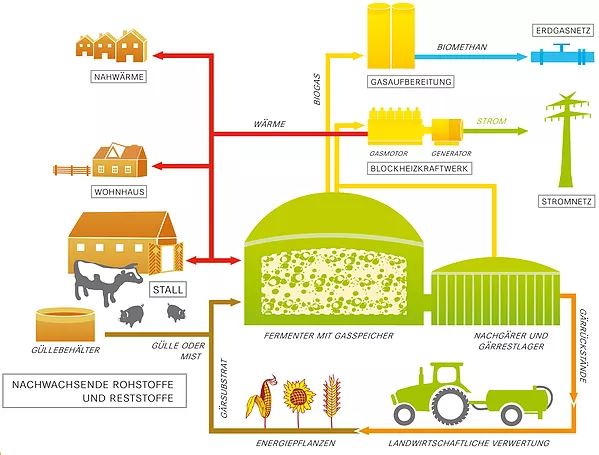 ERDGASNETZ
BIOMETHAN
NAHWÄRME
GASAUFBEREITUNG
BIOGAS
WÄRME
STROM
GASMOTOR
GENERATOR
BLOCKHEIZKRAFTWERK
WOHNHAUS
STROMNETZ
STALL
FERMENTER MIT GASSPEICHER
NACHGÄRER UND
GÄRRESTLAGER
GÄRRÜCKSTÄNDE
GÜLLEBEHÄLTER
GÜLLE ODER
MIST
GÄRSUBSTRAT
NACHWACHSENDE ROHSTOFFE
UND RESTSTOFFE
ENERGIEPFLANZEN
LANDWIRTSCHAFTLICHE VERWERTUNG